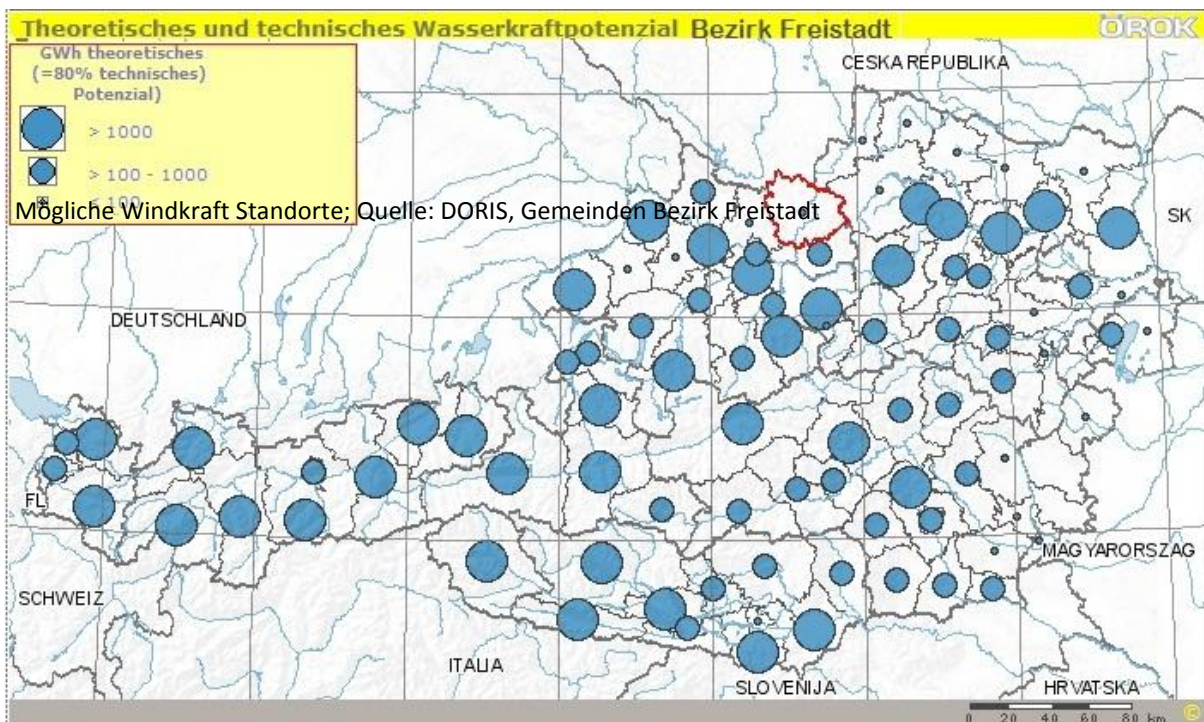 Theoretisches und technisches Wasserkraftpotenzial Bezirk Freistadt
ÖROK
GWh theoretisches
(=80% technisches)
Potenzial)
> 1000
> 100 - 1000
Mögliche Windkraft Standorte; Quelle: DORIS, Gemeinden Bezirk Freistadt
CESKA REPUBLIKA
SK
DEUTSCHLAND
FL
MAGYARORSZAG
SCHWEIZ
ITALIA
SLOVENIJA
HRVATSKA
0 20 40 60 80 km
©